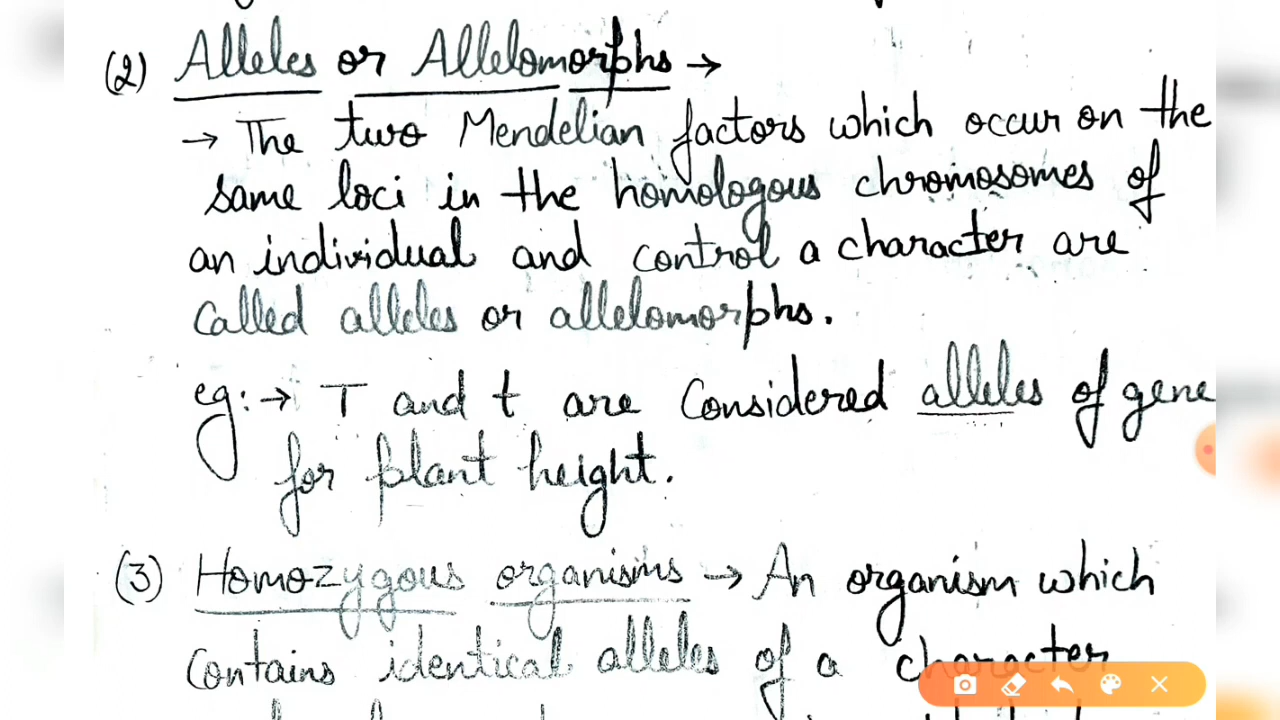 (2) Alleles or Allelomorphs →
→ The two Mendelian factors which occur on the
same loci in the homologous chromosomes of
an individual and control a character are
called alleles or allelomorphs.
eg:→ T and t are Considered alleles of gene
for plant height.
(3) Homozygous organisms → An organism which
Contains identical alleles of a character